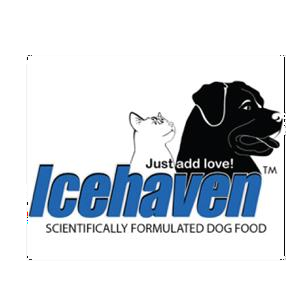 Just add love!
Icehaven™
SCIENTIFICALLY FORMULATED DOG FOOD